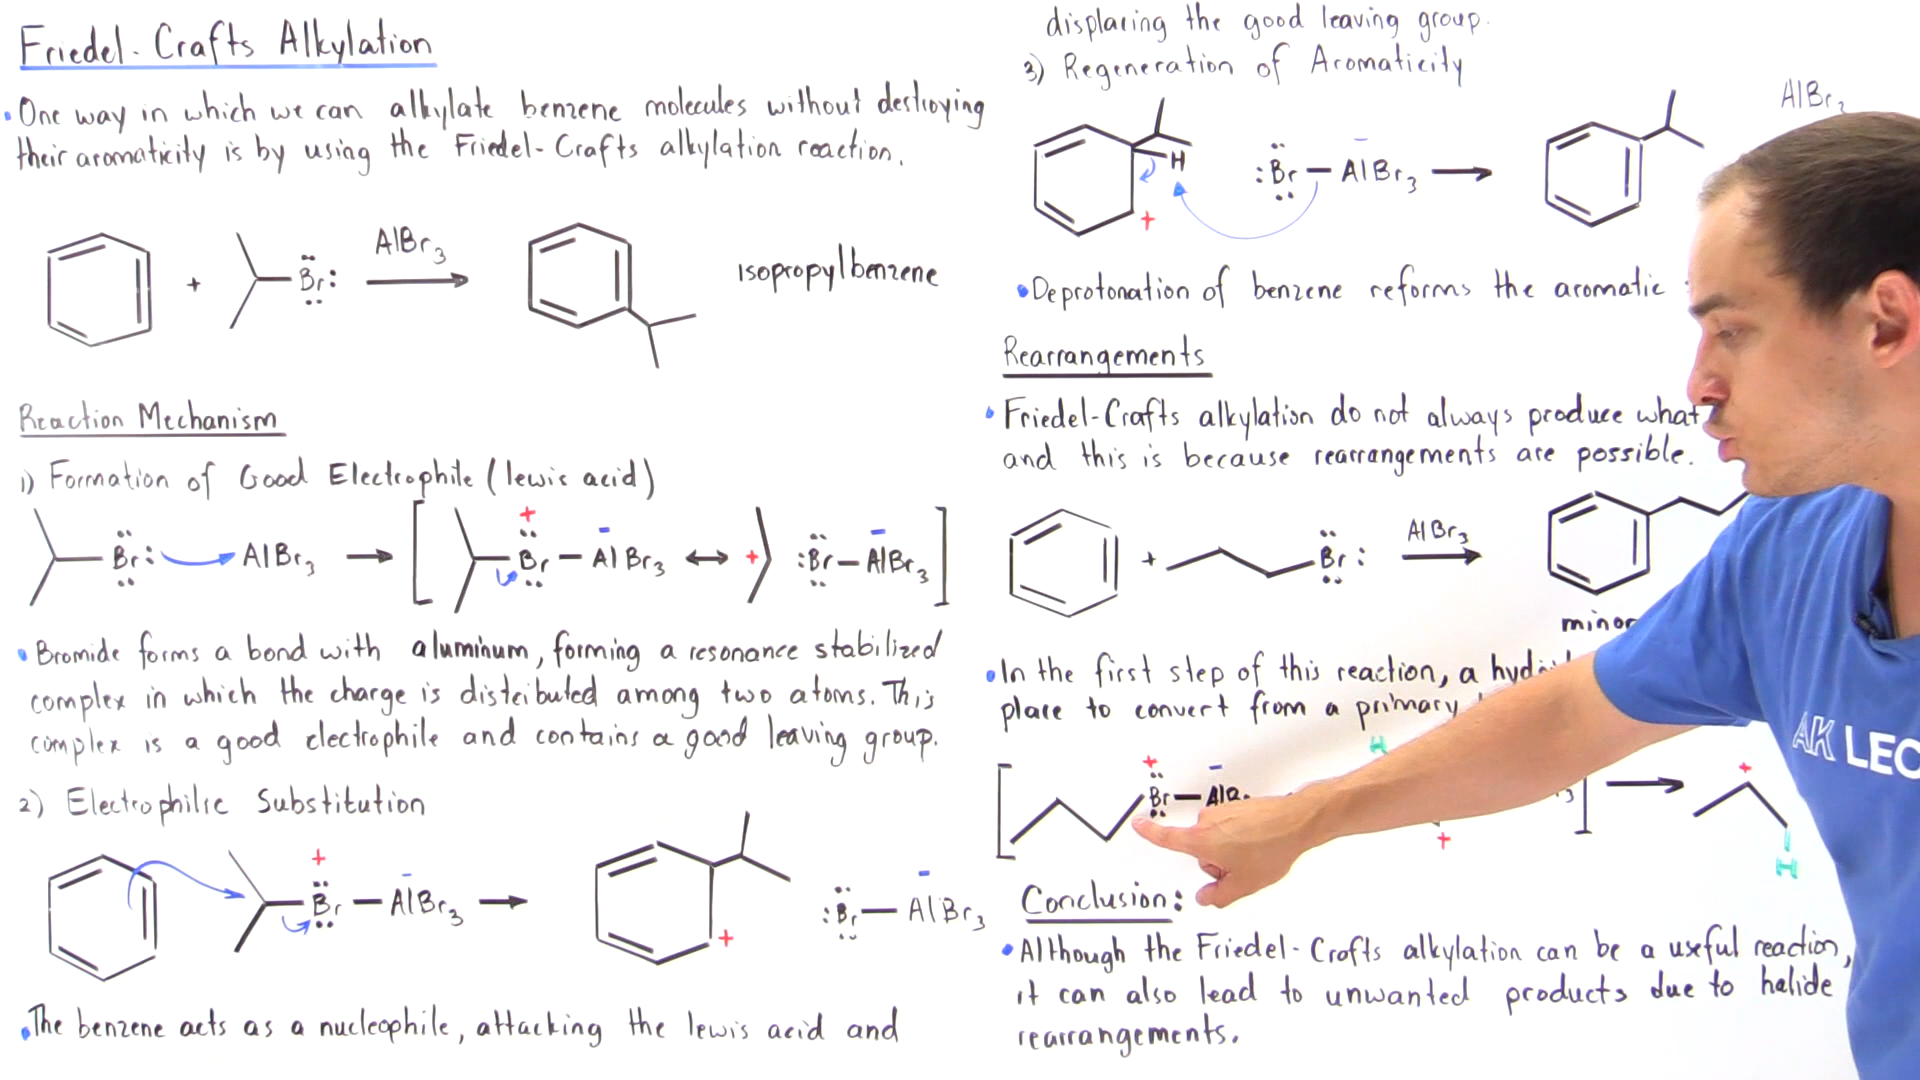 Friedel-Crafts Alkylation
• One way in which we can alkylate benzene molecules without destroying
their aromaticity is by using the Friedel-Crafts alkylation reaction.
+ Br: AlBr3 isopropylbenzene
Reaction Mechanism
1) Formation of Good Electrophile (lewis acid)
Br: AlBr3 [ + Br – AlBr3 – ↔ + :Br – AlBr3 – ]
• Bromide forms a bond with aluminum, forming a resonance stabilized
complex in which the charge is distributed among two atoms. This
complex is a good electrophile and contains a good leaving group.
2) Electrophilic Substitution
+ Br – AlBr3 – + :Br – AlBr3 –
• The benzene acts as a nucleophile, attacking the lewis acid and
displacing the good leaving group.
3) Regeneration of Aromaticity
H + :Br – AlBr3 – AlBr
• Deprotonation of benzene reforms the aromatic
Rearrangements
• Friedel-Crafts alkylation do not always produce what
and this is because rearrangements are possible.
+ Br: AlBr3
minor
• In the first step of this reaction, a
place to convert from a primary
[ + Br – Al – H + 3 ] + H
Conclusion:
• Although the Friedel-Crofts alkylation can be a useful reaction,
it can also lead to unwanted products due to halide
rearrangements.
AK LEC